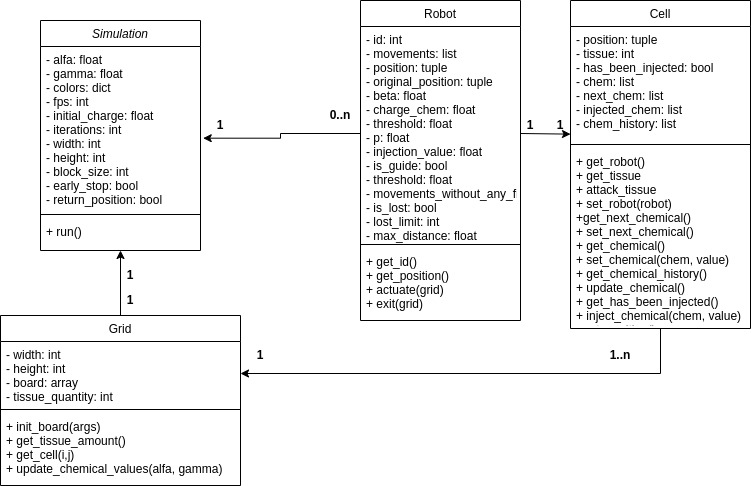 Simulation
- alfa: float
- gamma: float
- colors: dict
- fps: int
- initial_charge: float
- iterations: int
- width: int
- height: int
- block_size: int
- early_stop: bool
- return_position: bool
+ run()
0..n
1
Robot
- id: int
- movements: list
- position: tuple
- original_position: tuple
- beta: float
- charge_chem: float
- threshold: float
- p: float
- injection_value: float
- is_guide: bool
- threshold: float
- movements_without_any_f
- is_lost: bool
- lost_limit: int
- max_distance: float
+ get_id()
+ get_position()
+ actuate(grid)
+ exit(grid)
1
1
Cell
- position: tuple
- tissue: int
- has_been_injected: bool
- chem: list
- next_chem: list
- injected_chem: list
- chem_history: list
+ get_robot()
+ get_tissue
+ attack_tissue
+ set_robot(robot)
+get_next_chemical()
+ set_next_chemical()
+ get_chemical()
+ set_chemical(chem, value)
+ get_chemical_history()
+ update_chemical()
+ get_has_been_injected()
+ inject_chemical(chem, value)
1
1
Grid
- width: int
- height: int
- board: array
- tissue_quantity: int
+ init_board(args)
+ get_tissue_amount()
+ get_cell(i,j)
+ update_chemical_values(alfa, gamma)
1
1..n